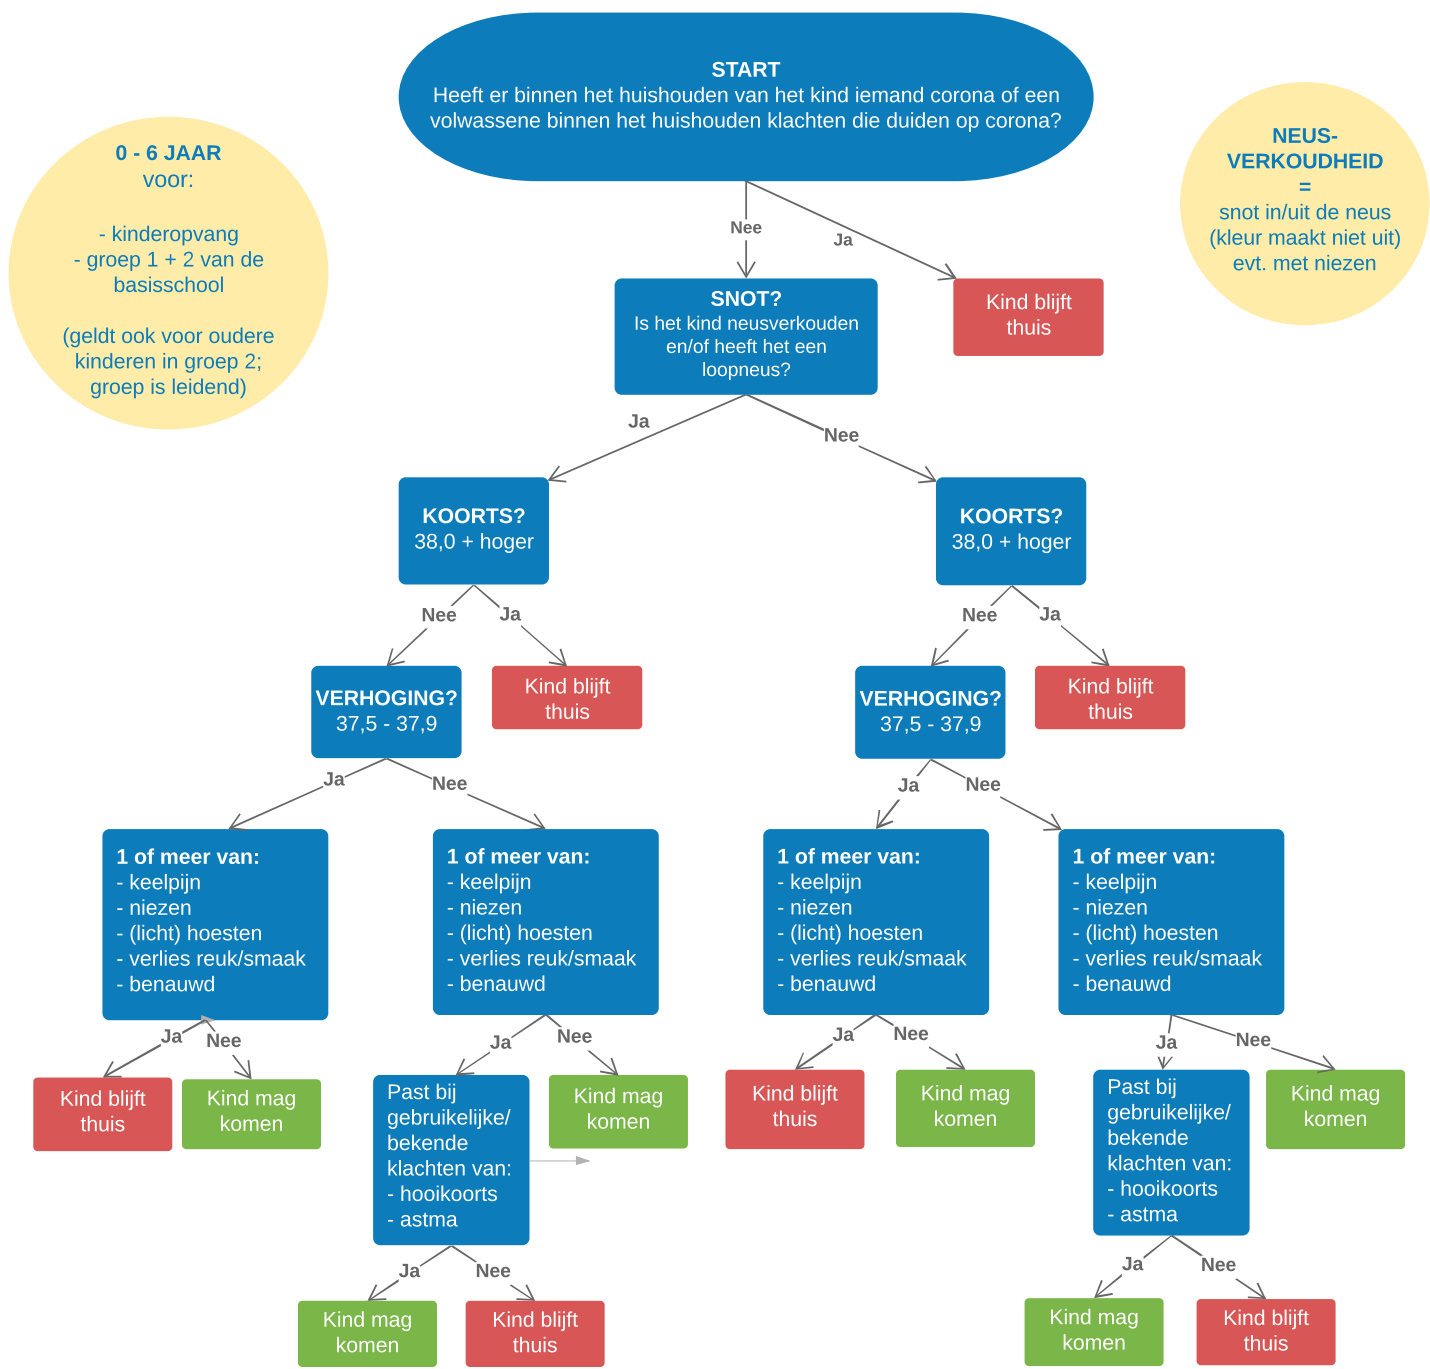 START
Heeft er binnen het huishouden van het kind iemand corona of een
volwassene binnen het huishouden klachten die duiden op corona?
0 - 6 JAAR
voor:
- kinderopvang
- groep 1 + 2 van de
basisschool
(geldt ook voor oudere
kinderen in groep 2;
groep is leidend)
NEUS-
VERKOUDHEID
=
snot in/uit de neus
(kleur maakt niet uit)
evt. met niezen
Nee
Ja
SNOT?
Is het kind neusverkouden
en/of heeft het een
loopneus?
Kind blijft
thuis
Ja
Nee
KOORTS?
38,0 + hoger
KOORTS?
38,0 + hoger
Nee
Ja
Nee
Ja
VERHOGING?
37,5 - 37,9
Kind blijft
thuis
VERHOGING?
37,5 - 37,9
Kind blijft
thuis
Ja
Nee
Ja
Nee
1 of meer van:
- keelpijn
- niezen
- (licht) hoesten
- verlies reuk/smaak
- benauwd
1 of meer van:
- keelpijn
- niezen
- (licht) hoesten
- verlies reuk/smaak
- benauwd
1 of meer van:
- keelpijn
- niezen
- (licht) hoesten
- verlies reuk/smaak
- benauwd
1 of meer van:
- keelpijn
- niezen
- (licht) hoesten
- verlies reuk/smaak
- benauwd
Ja
Nee
Ja
Nee
Ja
Nee
Ja
Nee
Kind blijft
thuis
Kind mag
komen
Past bij
gebruikelijke/
bekende
klachten van:
- hooikoorts
- astma
Kind mag
komen
Kind blijft
thuis
Kind mag
komen
Past bij
gebruikelijke/
bekende
klachten van:
- hooikoorts
- astma
Kind mag
komen
Ja
Nee
Ja
Nee
Kind mag
komen
Kind blijft
thuis
Kind mag
komen
Kind blijft
thuis